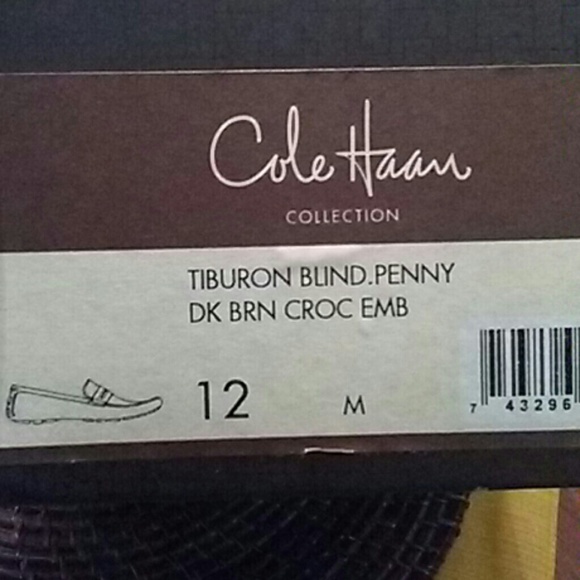 Cole Haan
COLLECTION
TIBURON BLIND.PENNY
DK BRN CROC EMB
12 M
7 43296